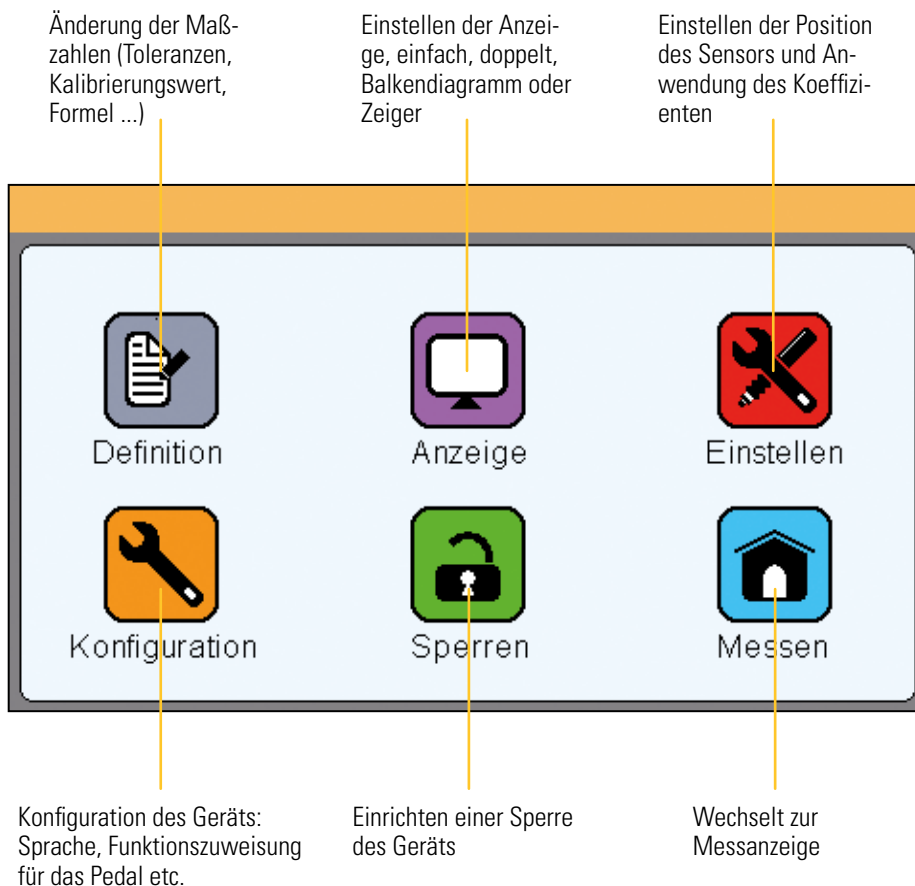 Änderung der Maß-
zahlen (Toleranzen,
Kalibrierungswert,
Formel ...)
Einstellen der Anzei-
ge, einfach, doppelt,
Balkendiagramm oder
Zeiger
Einstellen der Position
des Sensors und An-
wendung des Koeffizi-
enten
Definition
Anzeige
Einstellen
Konfiguration
Sperren
Messen
Konfiguration des Geräts:
Sprache, Funktionszuweisung
für das Pedal etc.
Einrichten einer Sperre
des Geräts
Wechselt zur
Messanzeige